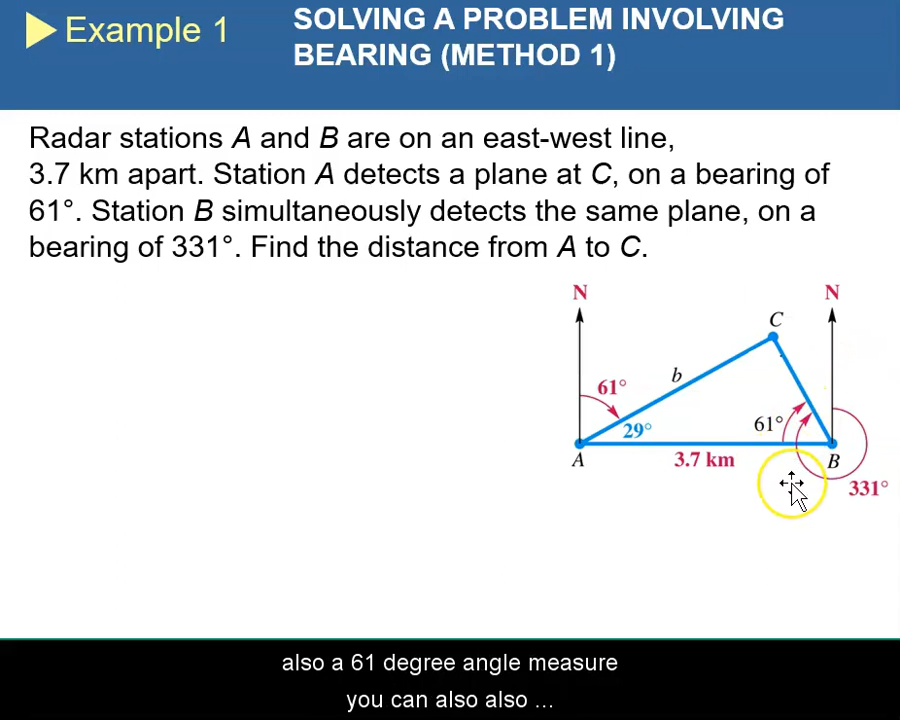 Example 1
SOLVING A PROBLEM INVOLVING
BEARING (METHOD 1)
Radar stations A and B are on an east-west line,
3.7 km apart. Station A detects a plane at C, on a bearing of
61°. Station B simultaneously detects the same plane, on a
bearing of 331°. Find the distance from A to C.
N
N
C
b
61°
29°
61°
A
3.7 km
B
331°
also a 61 degree angle measure
you can also also ...